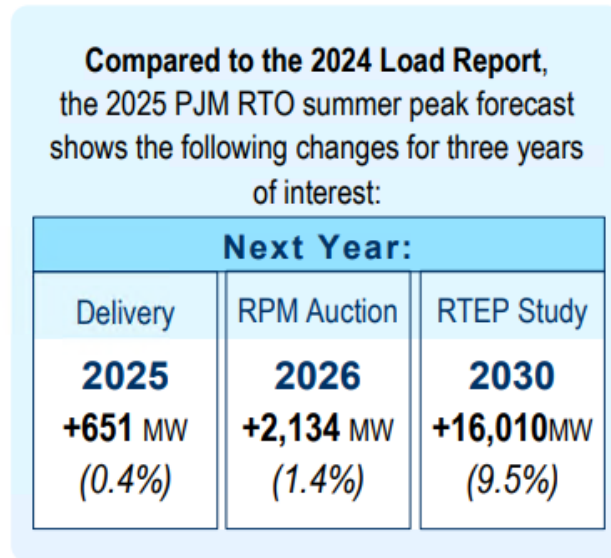 Compared to the 2024 Load Report,
the 2025 PJM RTO summer peak forecast
shows the following changes for three years
of interest:
Next Year:
Delivery
2025
+651 MW
(0.4%)
RPM Auction
2026
+2,134 MW
(1.4%)
RTEP Study
2030
+16,010MW
(9.5%)